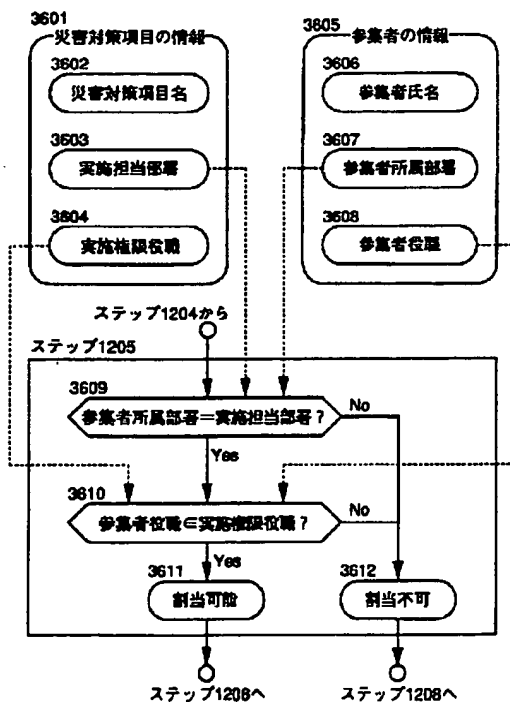 3601
災害対策項目の情報
3602
災害対策項目名
3603
実施担当部署
3604
実施権限役職
3605
参集者の情報
3606
参集者氏名
3607
参集者所属部署
3608
参集者役職
ステップ1204から
ステップ1205
3609
参集者所属部署=実施担当部署?
No
Yes
3610
参集者役職∈実施権限役職?
No
Yes
3611
割当可能
3612
割当不可
ステップ1206へ
ステップ1208へ